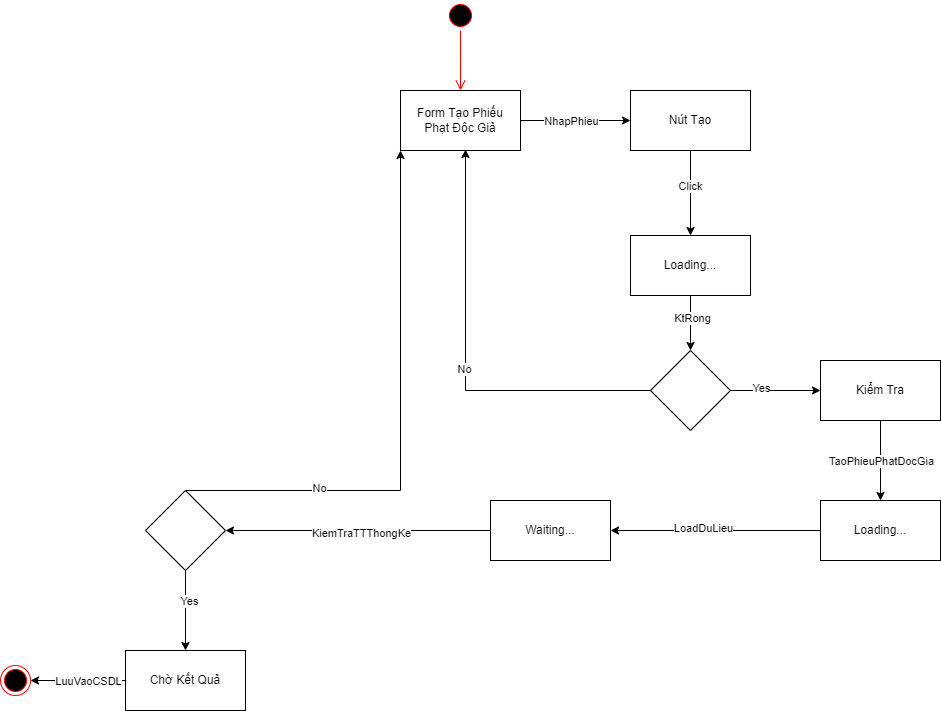 Form Tạo Phiếu
Phạt Độc Giả
NhapPhieu
Nút Tạo
Click
Loading...
KtRong
No
Yes
Kiểm Tra
TaoPhieuPhatDocGia
Loading...
LoadDuLieu
Waiting...
KiemTraTTThongKe
No
Yes
Chờ Kết Quả
LuuVaoCSDL